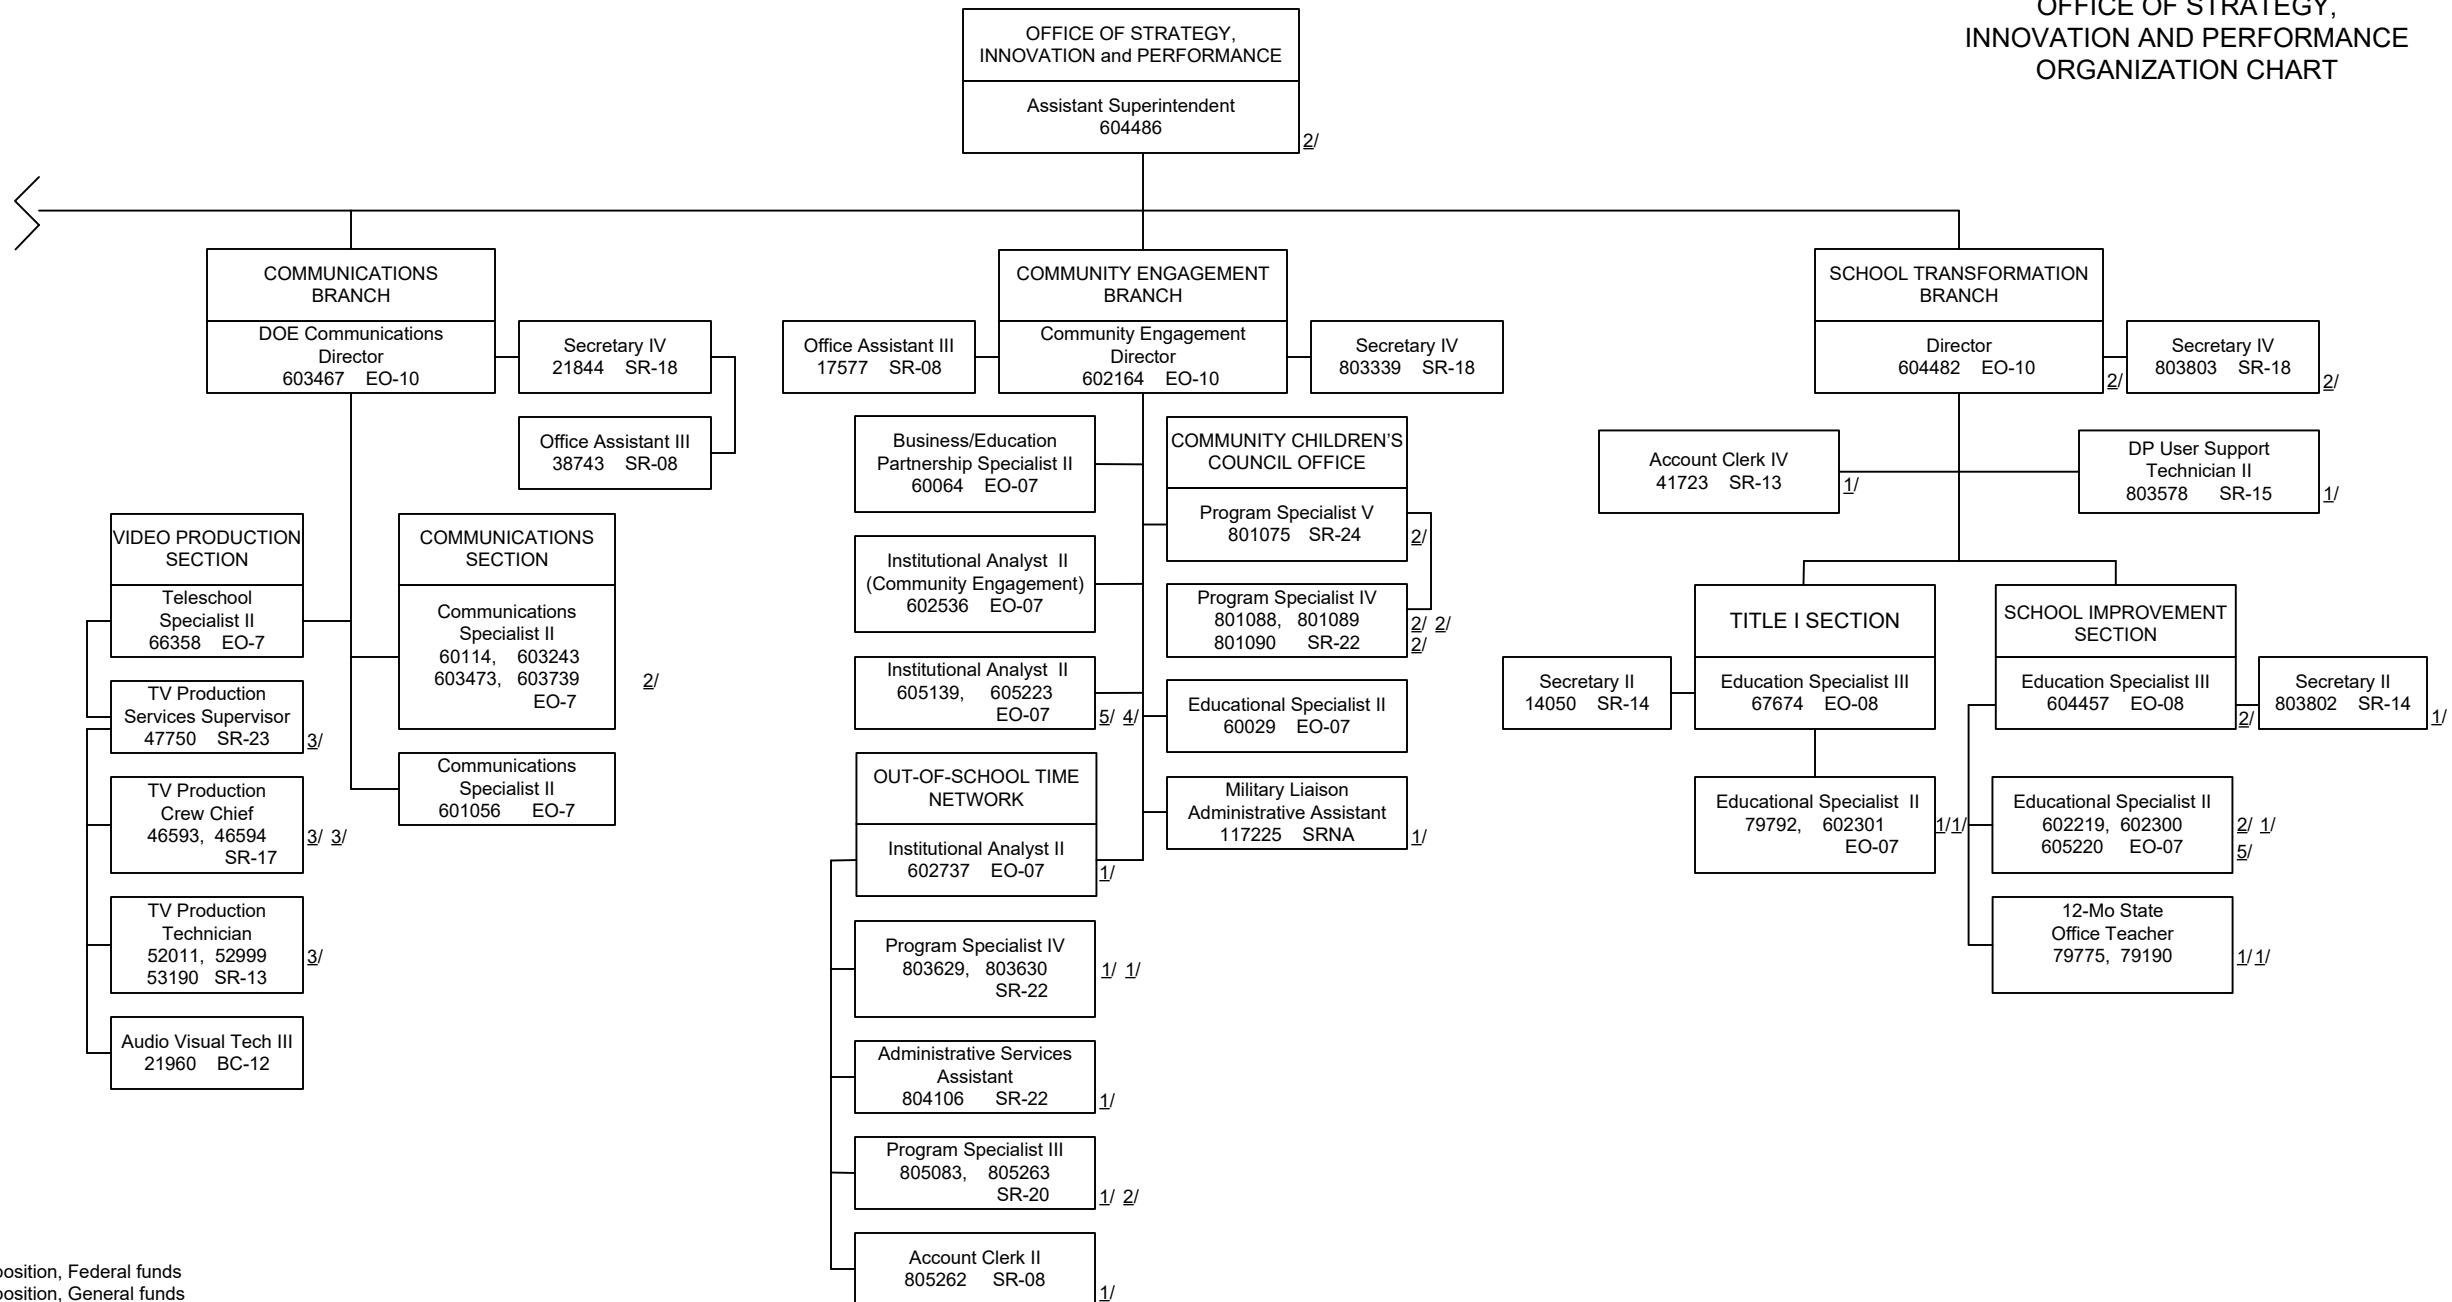 OFFICE OF STRATEGY,
INNOVATION AND PERFORMANCE
ORGANIZATION CHART
OFFICE OF STRATEGY,
INNOVATION and PERFORMANCE
Assistant Superintendent
604486
2/
COMMUNICATIONS
BRANCH
DOE Communications
Director
603467 EO-10
Secretary IV
21844 SR-18
Office Assistant III
38743 SR-08
VIDEO PRODUCTION
SECTION
Teleschool
Specialist II
66358 EO-7
TV Production
Services Supervisor
47750 SR-23
3/
TV Production
Crew Chief
46593, 46594
SR-17
3/ 3/
TV Production
Technician
52011, 52999
53190 SR-13
3/
Audio Visual Tech III
21960 BC-12
COMMUNICATIONS
SECTION
Communications
Specialist II
60114, 603243
603473, 603739
EO-7
2/
Communications
Specialist II
601056 EO-7
COMMUNITY ENGAGEMENT
BRANCH
Community Engagement
Director
602164 EO-10
Office Assistant III
17577 SR-08
Secretary IV
803339 SR-18
Business/Education
Partnership Specialist II
60064 EO-07
Institutional Analyst II
(Community Engagement)
602536 EO-07
Institutional Analyst II
605139, 605223
EO-07
5/ 4/
OUT-OF-SCHOOL TIME
NETWORK
Institutional Analyst II
602737 EO-07
1/
Program Specialist IV
803629, 803630
SR-22
1/ 1/
Administrative Services
Assistant
804106 SR-22
1/
Program Specialist III
805083, 805263
SR-20
1/ 2/
Account Clerk II
805262 SR-08
1/
COMMUNITY CHILDREN'S
COUNCIL OFFICE
Program Specialist V
801075 SR-24
2/
Program Specialist IV
801088, 801089
801090 SR-22
2/ 2/
2/
Educational Specialist II
60029 EO-07
Military Liaison
Administrative Assistant
117225 SRNA
1/
SCHOOL TRANSFORMATION
BRANCH
Director
604482 EO-10
2/
Secretary IV
803803 SR-18
2/
Account Clerk IV
41723 SR-13
1/
DP User Support
Technician II
803578 SR-15
1/
TITLE I SECTION
Education Specialist III
67674 EO-08
Secretary II
14050 SR-14
Educational Specialist II
79792, 602301
EO-07
1/1/
SCHOOL IMPROVEMENT
SECTION
Education Specialist III
604457 EO-08
2/
Secretary II
803802 SR-14
1/
Educational Specialist II
602219, 602300
605220 EO-07
2/ 1/
5/
12-Mo State
Office Teacher
79775, 79190
1/ 1/
position, Federal funds
position, General funds